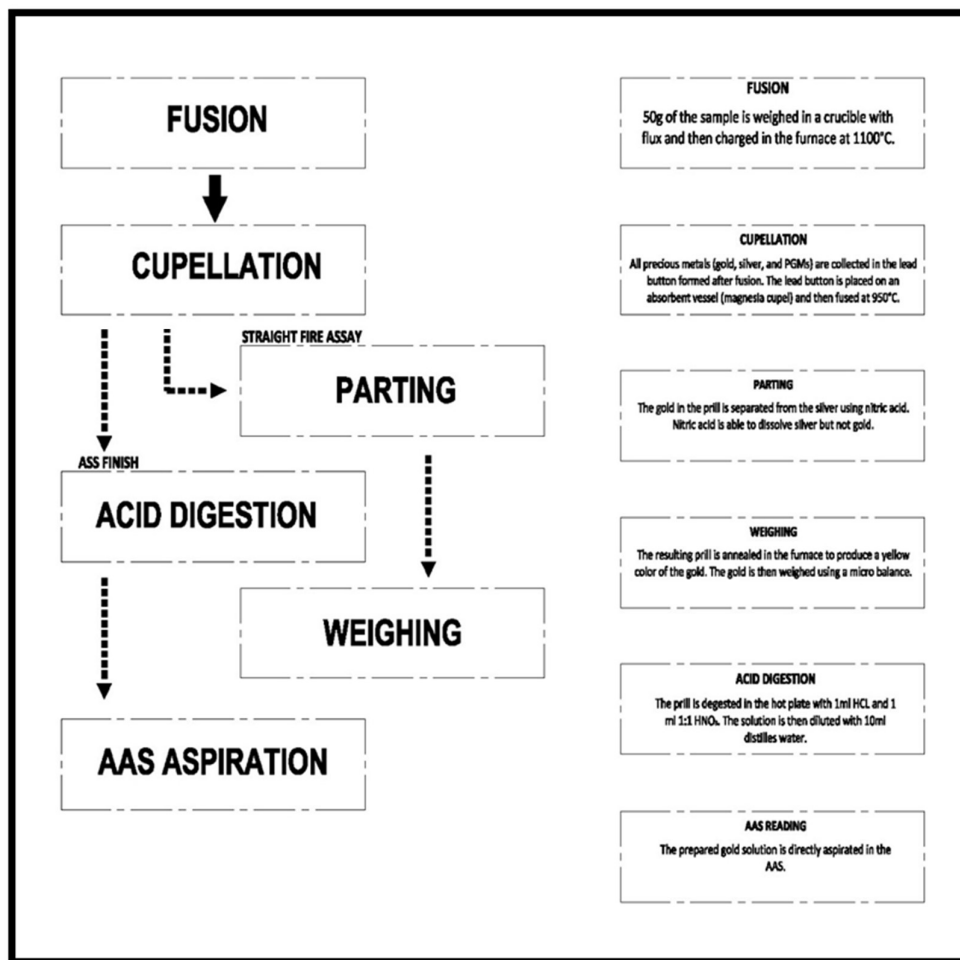 FUSION
CUPELLATION
STRAIGHT FIRE ASSAY
PARTING
ASS FINISH
ACID DIGESTION
WEIGHING
AAS ASPIRATION
FUSION
50g of the sample is weighed in a crucible with
flux and then charged in the furnace at 1100°C.
CUPELLATION
All precious metals (gold, silver, and PGMs) are collected in the lead
button formed after fusion. The lead button is placed on an
absorbent vessel (magnesia cupel) and then fused at 950°C.
PARTING
The gold in the prill is separated from the silver using nitric acid.
Nitric acid is able to dissolve silver but not gold.
WEIGHING
The resulting prill is annealed in the furnace to produce a yellow
color of the gold. The gold is then weighed using a micro balance.
ACID DIGESTION
The prill is degested in the hot plate with 1ml HCL and 1
ml 1:1 HNO₃. The solution is then diluted with 10ml
distilles water.
AAS READING
The prepared gold solution is directly aspirated in the
AAS.